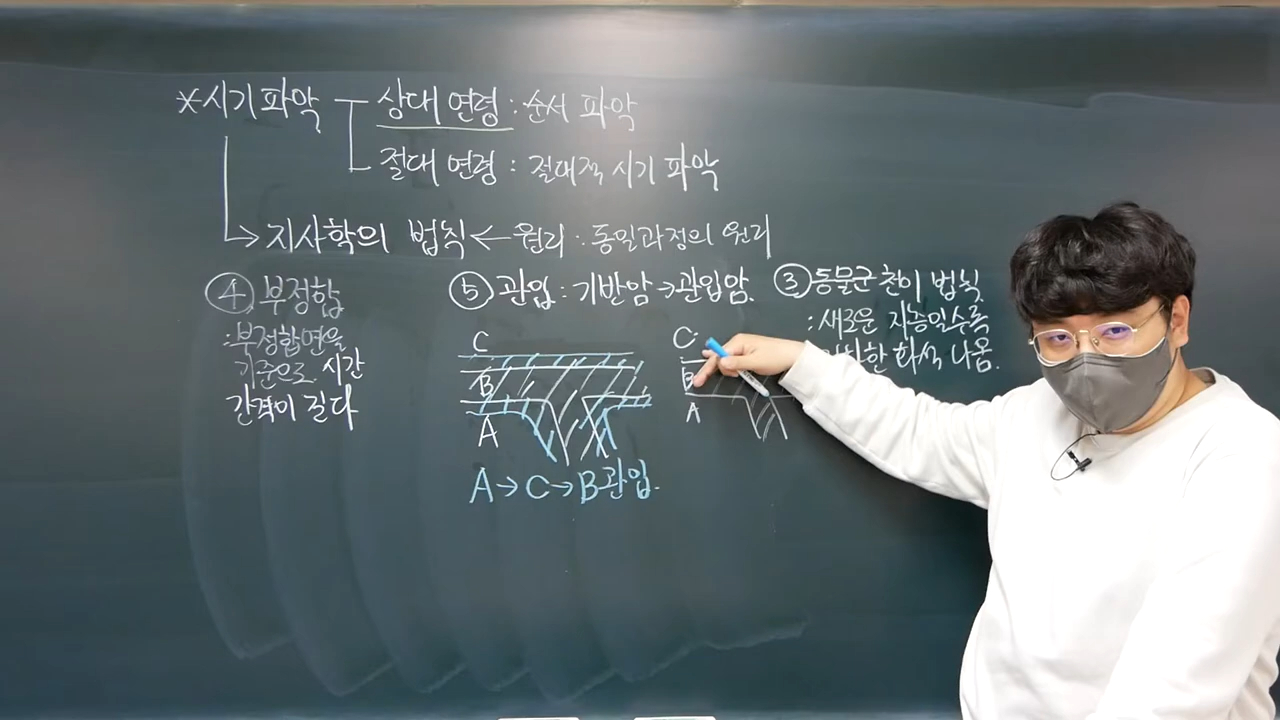 *시기파악 상대 연령 : 순서 파악
절대 연령 : 절대적 시기 파악
지사학의 법칙 ← 원리 : 동일과정의 원리
④ 부정합
: 부정합면을
기준으로 시간
간격이 길다
⑤ 관입 : 기반암 → 관입암.
C
B
A
A → C → B관입.
C
B
A
③ 동물군 천이 법칙
: 새로운 지층일수록
화석 나옴.